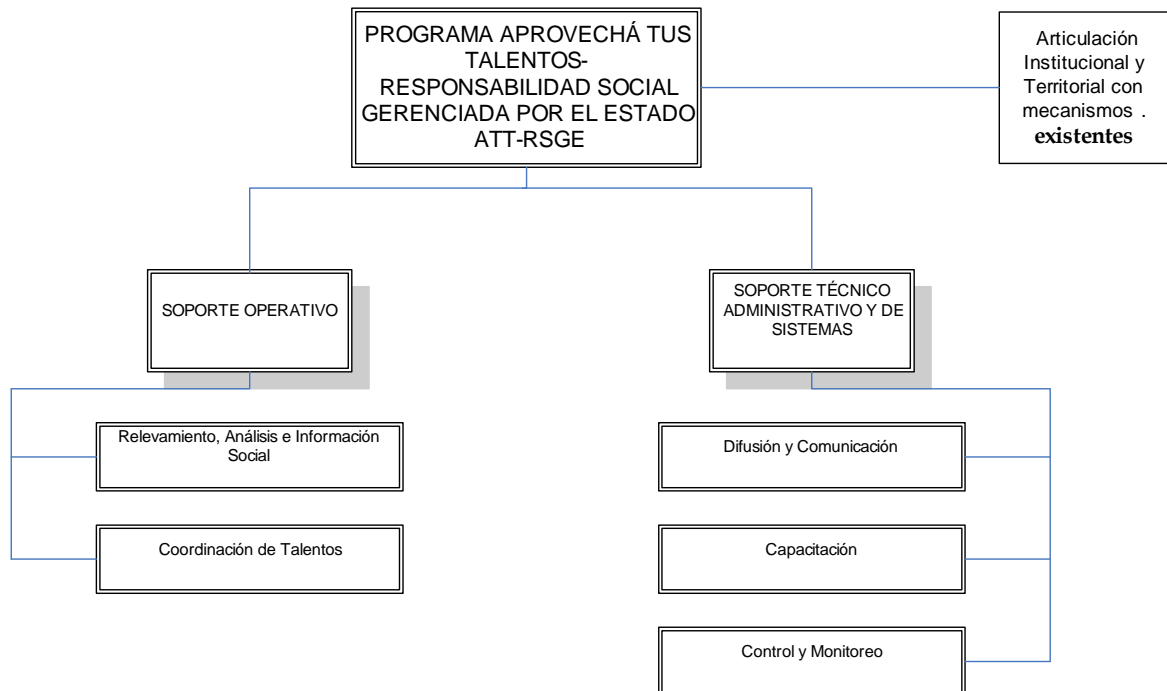 PROGRAMA APROVECHÁ TUS
TALENTOS-
RESPONSABILIDAD SOCIAL
GERENCIADA POR EL ESTADO
ATT-RSGE
Articulación
Institucional y
Territorial con
mecanismos .
existentes
SOPORTE OPERATIVO
SOPORTE TÉCNICO
ADMINISTRATIVO Y DE
SISTEMAS
Relevamiento, Análisis e Información
Social
Coordinación de Talentos
Difusión y Comunicación
Capacitación
Control y Monitoreo